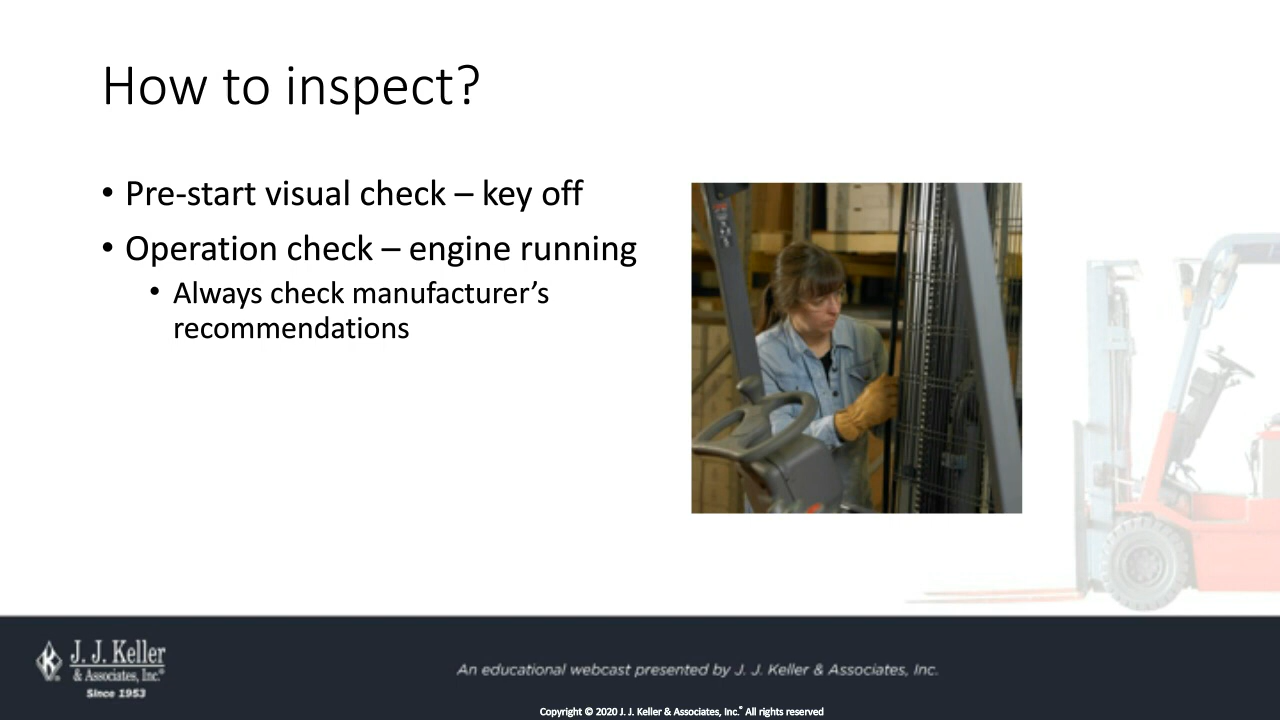 How to inspect?
• Pre-start visual check – key off
• Operation check – engine running
• Always check manufacturer’s
recommendations
J. J. Keller
& Associates, Inc.®
Since 1953
An educational webcast presented by J. J. Keller & Associates, Inc.
Copyright © 2020 J. J. Keller & Associates, Inc.® All rights reserved